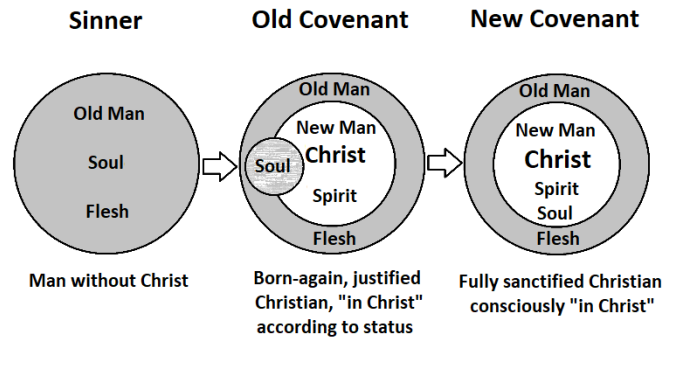 Sinner
Old Man
Soul
Flesh
Man without Christ
Old Covenant
Old Man
New Man
Christ
Soul
Spirit
Flesh
Born-again, justified
Christian, "in Christ"
according to status
New Covenant
Old Man
New Man
Christ
Spirit
Soul
Flesh
Fully sanctified Christian
consciously "in Christ"